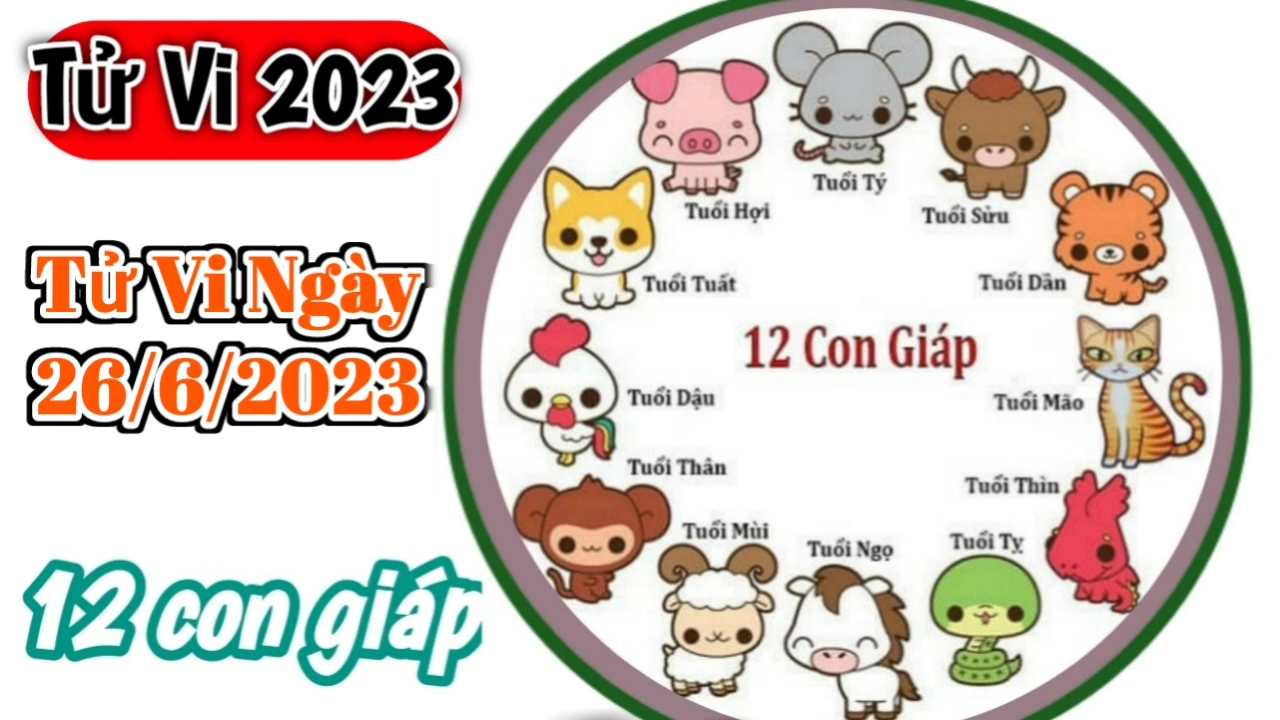 Tử Vi 2023
Tử Vi Ngày
26/6/2023
12 con giáp
Tuổi Tý
Tuổi Hợi
Tuổi Sửu
Tuổi Tuất
Tuổi Dần
12 Con Giáp
Tuổi Dậu
Tuổi Mão
Tuổi Thân
Tuổi Thìn
Tuổi Mùi
Tuổi Ngọ
Tuổi Tỵ